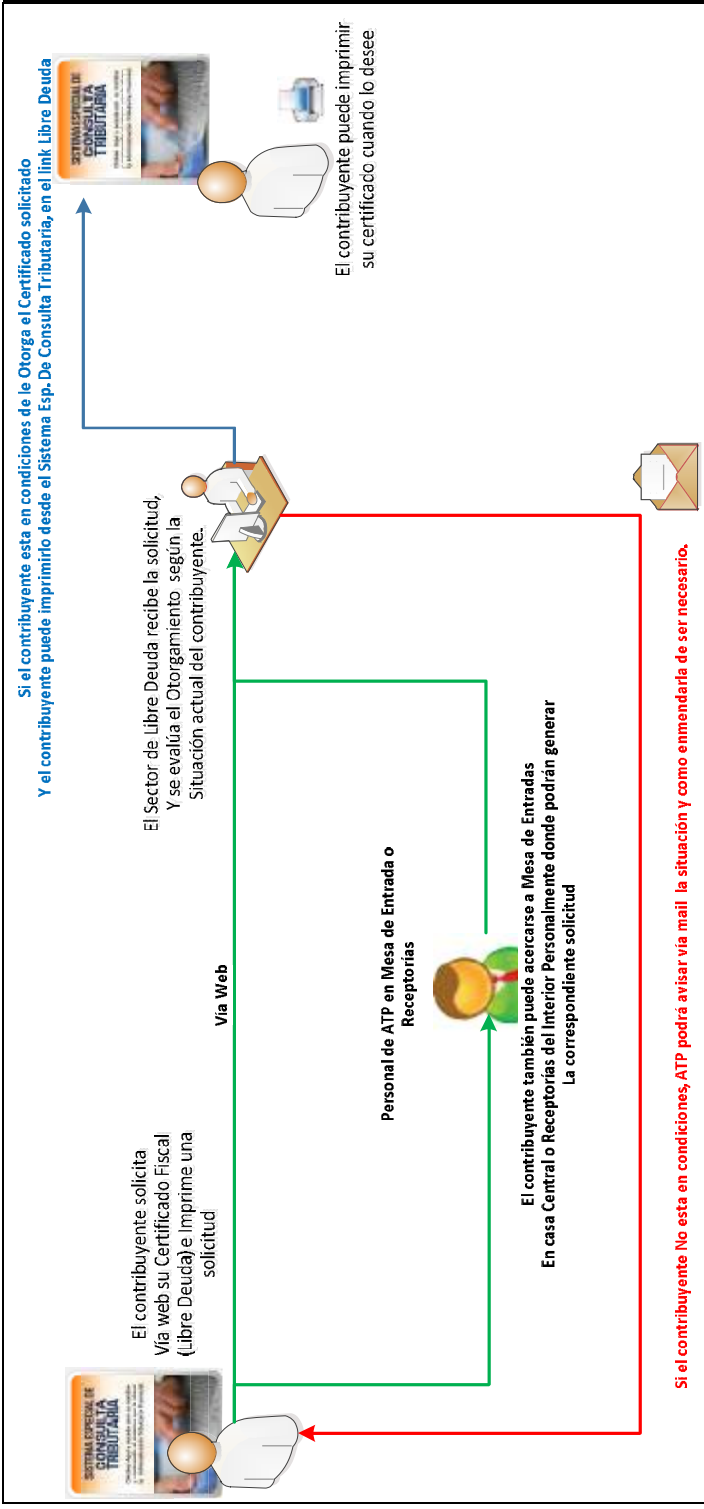 Si el contribuyente esta en condiciones de le Otorga el Certificado solicitado
Y el contribuyente puede imprimirlo desde el Sistema Esp. De Consulta Tributaria, en el link Libre Deuda
SISTEMA ESPECIAL DE
CONSULTA
TRIBUTARIA
El contribuyente solicita
Vía web su Certificado Fiscal
(Libre Deuda) e Imprime una
solicitud
Vía Web
El Sector de Libre Deuda recibe la solicitud,
Y se evalúa el Otorgamiento según la
Situación actual del contribuyente.
SISTEMA ESPECIAL DE
CONSULTA
TRIBUTARIA
El contribuyente puede imprimir
su certificado cuando lo desee
Personal de ATP en Mesa de Entrada o
Receptorías
El contribuyente también puede acercarse a Mesa de Entradas
En casa Central o Receptorías del Interior Personalmente donde podrán generar
La correspondiente solicitud
Si el contribuyente No esta en condiciones, ATP podrá avisar vía mail la situación y como enmendarla de ser necesario.